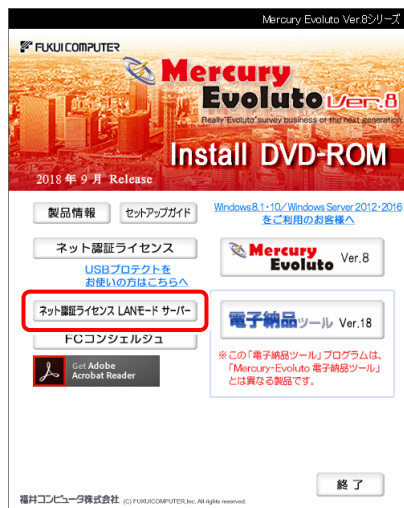 Mercury Evoluto Ver.8シリーズ
FUKUI COMPUTER
Mercury
Evoluto Ver.8
Really "Evoluto" survey business of the next generation.
Install DVD-ROM
2018 年 9 月 Release
製品情報
セットアップガイド
Windows8.1・10/Windows Server 2012・2016
をご利用のお客様へ
ネット認証ライセンス
USBプロテクトを
お使いの方はこちらへ
Mercury
Evoluto Ver.8
ネット認証ライセンス LANモード サーバー
FCコンシェルジュ
電子納品ツール Ver.18
Get Adobe
Acrobat Reader
※この「電子納品ツール」プログラムは、
「Mercury-Evoluto 電子納品ツール」
とは異なる製品です。
終了
福井コンピュータ株式会社 (C) FUKUICOMPUTER,Inc. All rights reserved.